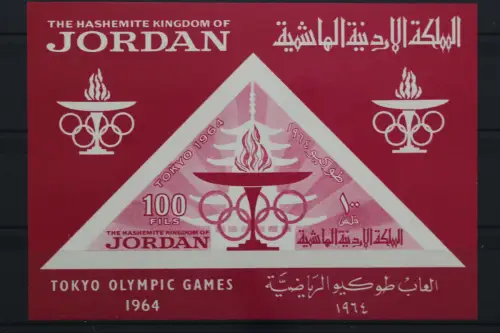 THE HASHEMITE KINGDOM OF
JORDAN
المملكة الاردنية الهاشمية
TOKYO 1964
طوكيو ١٩٦٤
100
FILS
١٠٠
فلس
THE HASHEMITE KINGDOM OF
JORDAN
المملكة الاردنية الهاشمية
TOKYO OLYMPIC GAMES
1964
العاب طوكيو الرياضيّة
١٩٦٤